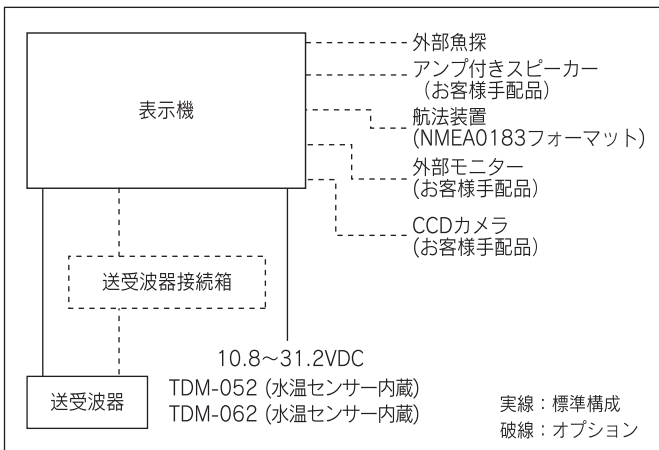 表示機
外部魚探
アンプ付きスピーカー
(お客様手配品)
航法装置
(NMEA0183フォーマット)
外部モニター
(お客様手配品)
CCDカメラ
(お客様手配品)
送受波器接続箱
10.8～31.2VDC
送受波器
TDM-052 (水温センサー内蔵)
TDM-062 (水温センサー内蔵)
実線：標準構成
破線：オプション